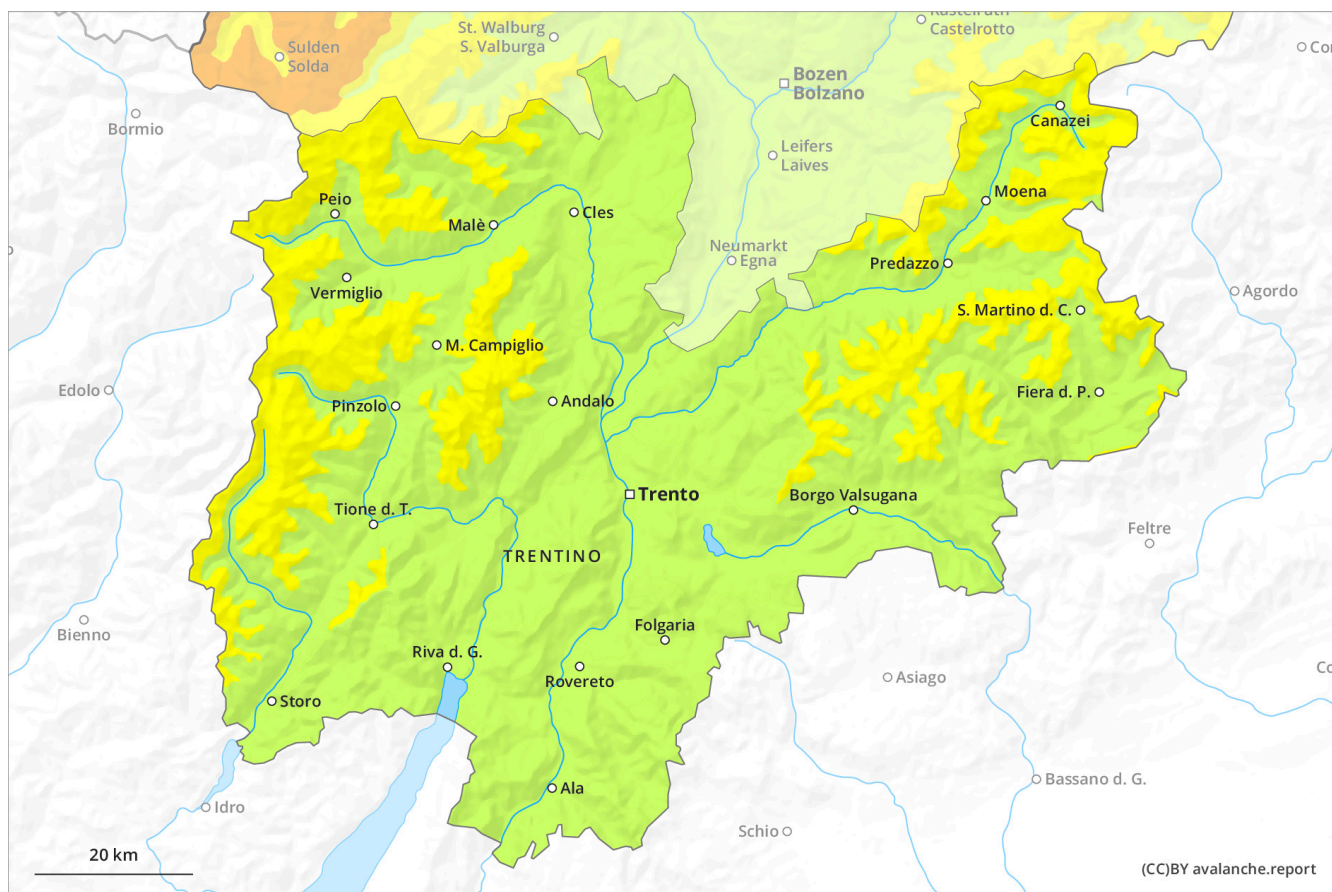 Kastelruth
Castelrotto
St. Walburg
S. Valburga
Sulden
Solda
Bozen
Bolzano
Bormio
Canazei
Leifers
Laives
Peio
Moena
Malè
Cles
Neumarkt
Egna
Predazzo
Vermiglio
Agordo
S. Martino d. C.
M. Campiglio
Edolo
Pinzolo
Andalo
Fiera d. P.
Trento
Borgo Valsugana
Tione d. T.
Feltre
TRENTINO
Bienno
Folgaria
Riva d. G.
Rovereto
Asiago
Storo
Bassano d. G.
Ala
Idro
Schio
20 km
(CC)BY avalanche.report